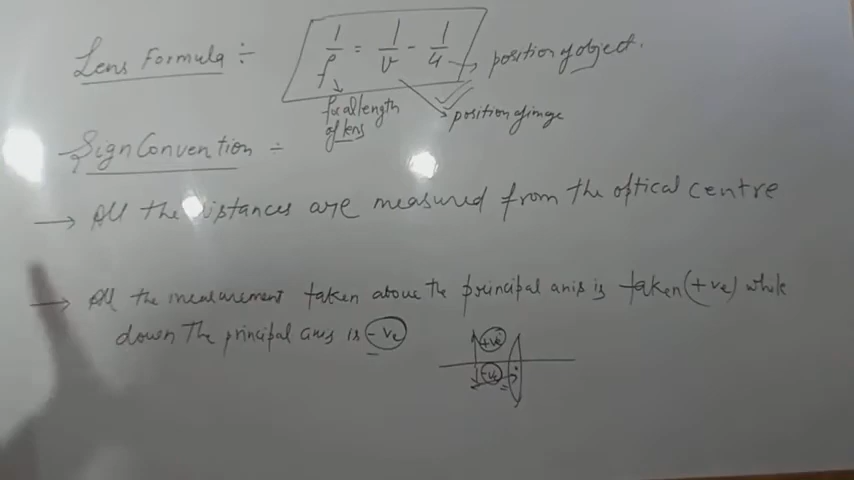 Lens Formula ÷
1/f = 1/v - 1/u
position of object.
focal length
of lens
position of image
Sign Convention ÷
→ All the distances are measured from the optical centre
→ All the measurement taken above the principal axis is taken (+ve) while
down the principal axis is -ve
+ve
-ve